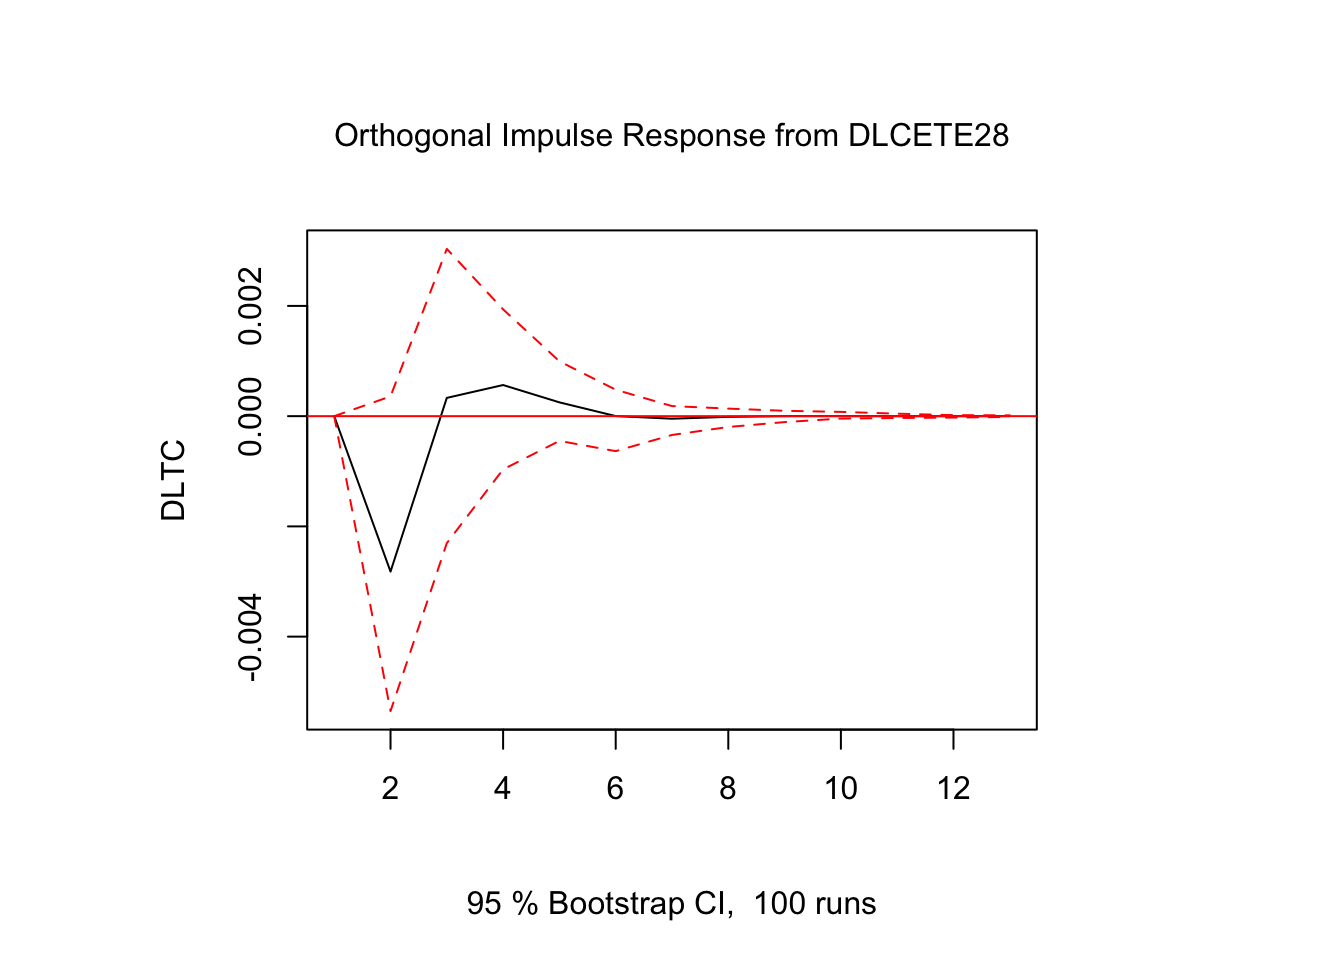 Orthogonal Impulse Response from DLCETE28
DLTC
0.002
0.000
-0.004
2 4 6 8 10 12
95 % Bootstrap CI,  100 runs